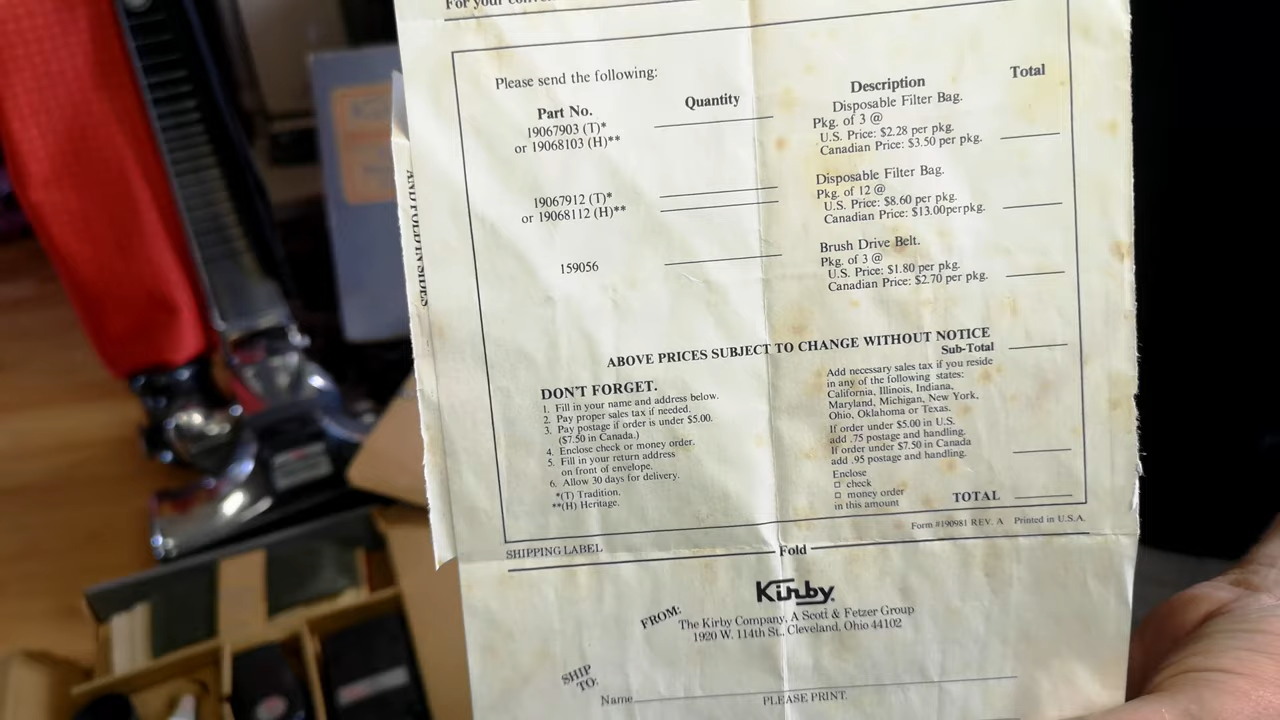 For your
Please send the following:
Part No. Quantity Description Total
19067903 (T)*
or 19068103 (H)**
Disposable Filter Bag.
Pkg. of 3 @
U.S. Price: $2.28 per pkg.
Canadian Price: $3.50 per pkg.
19067912 (T)*
or 19068112 (H)**
Disposable Filter Bag.
Pkg. of 12 @
U.S. Price: $8.60 per pkg.
Canadian Price: $13.00 per pkg.
159056
Brush Drive Belt.
Pkg. of 3 @
U.S. Price: $1.80 per pkg.
Canadian Price: $2.70 per pkg.
ABOVE PRICES SUBJECT TO CHANGE WITHOUT NOTICE
Sub-Total
DON'T FORGET.
1. Fill in your name and address below.
2. Pay proper sales tax if needed.
3. Pay postage if order is under $5.00.
($7.50 in Canada.)
4. Enclose check or money order.
5. Fill in your return address
on front of envelope.
6. Allow 30 days for delivery.
*(T) Tradition.
**(H) Heritage.
Add necessary sales tax if you reside
in any of the following states:
California, Illinois, Indiana,
Maryland, Michigan, New York,
Ohio, Oklahoma or Texas.
If order under $5.00 in U.S.
add .75 postage and handling.
If order under $7.50 in Canada
add .95 postage and handling.
Enclose
□ check
□ money order
in this amount
TOTAL
Form #190981 REV. A Printed in U.S.A.
SHIPPING LABEL
Fold
Kirby.
FROM:
The Kirby Company, A Scott & Fetzer Group
1920 W. 114th St., Cleveland, Ohio 44102
SHIP
TO:
Name
PLEASE PRINT.
AND FOLD IN SIDES